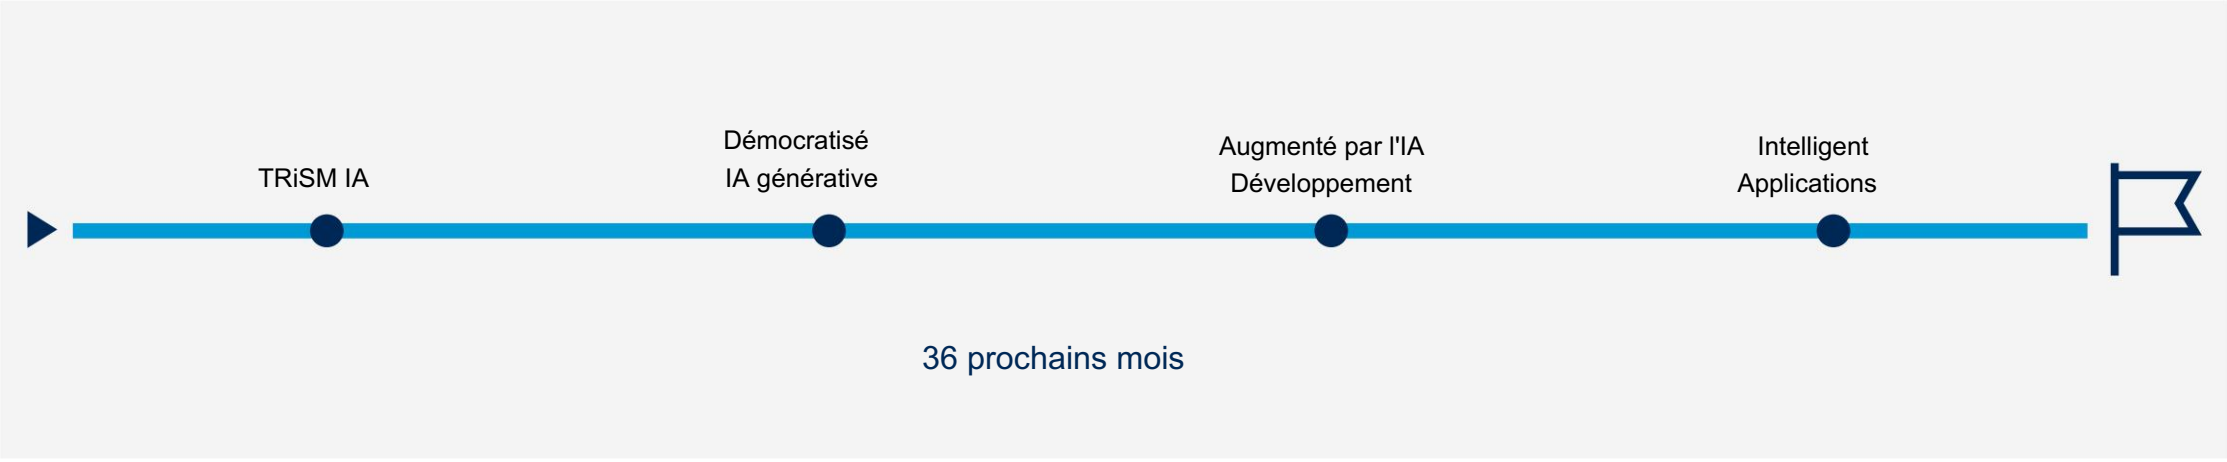 TRiSM IA
Démocratisé
IA générative
Augmenté par l'IA
Développement
Intelligent
Applications
36 prochains mois